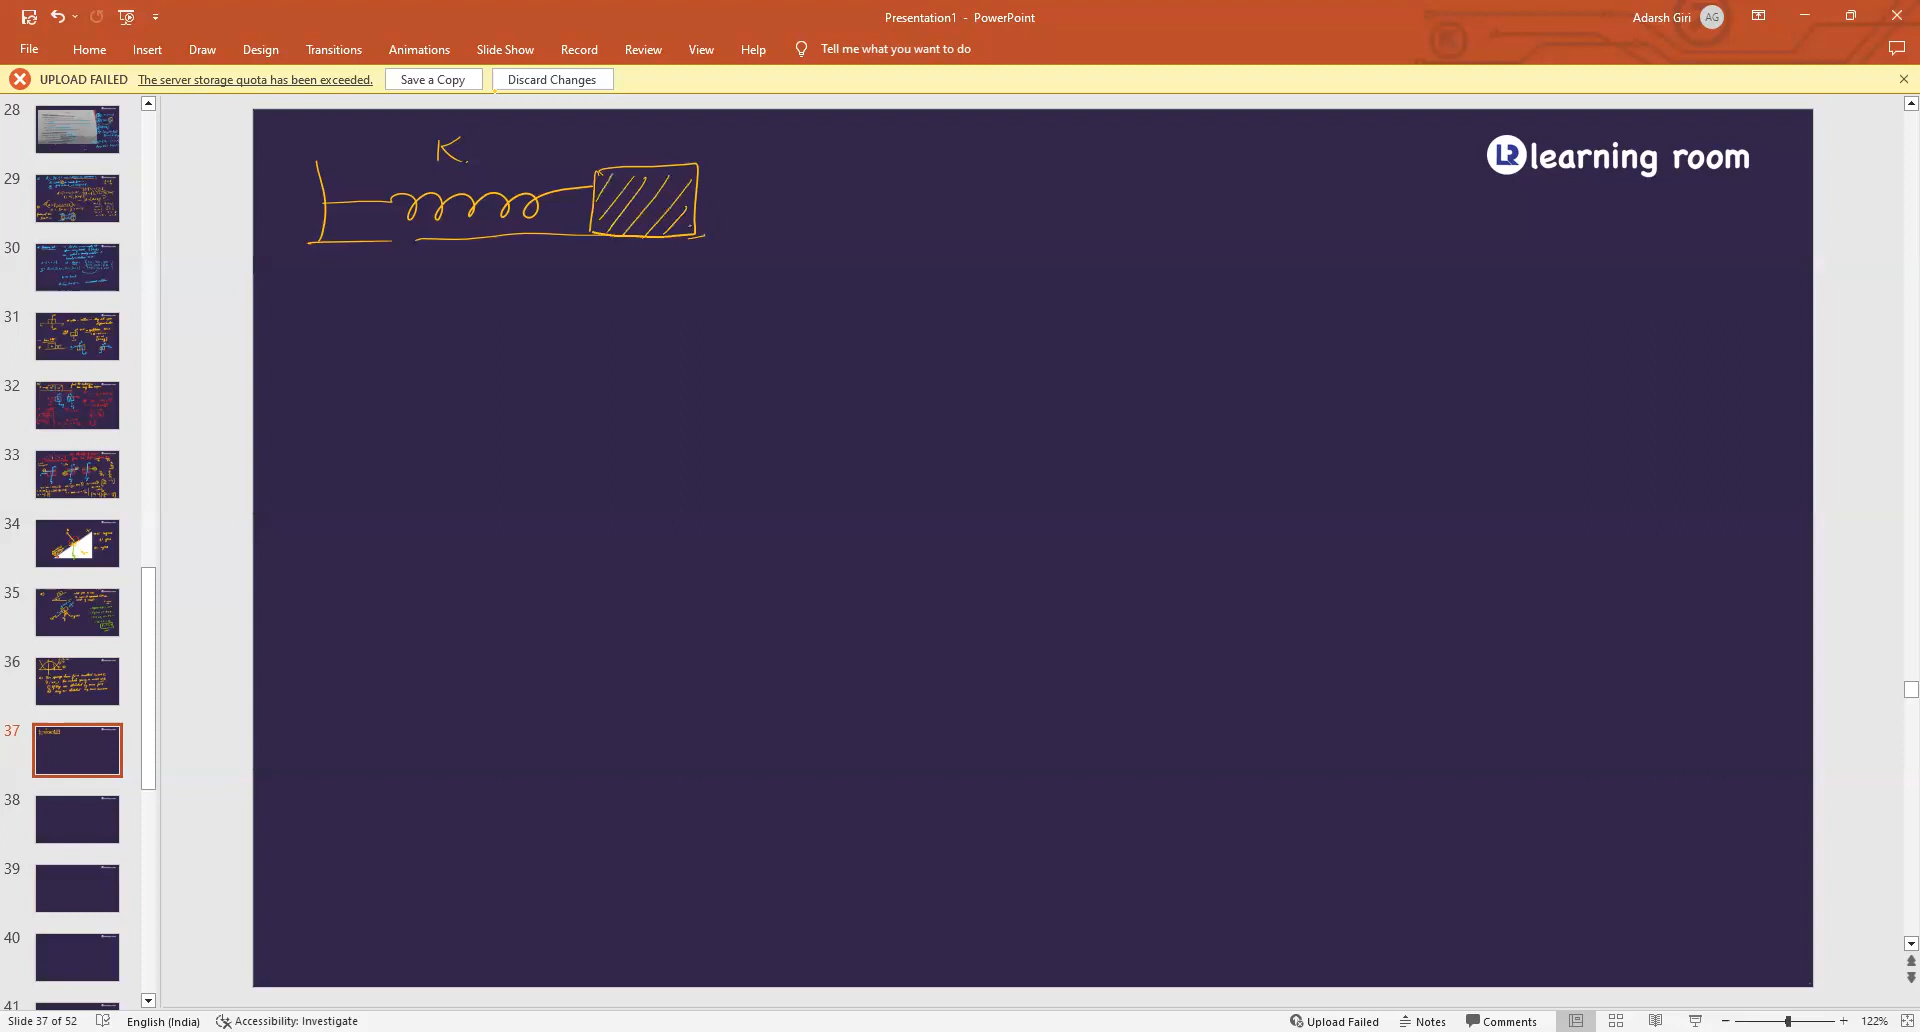 Presentation1 - PowerPoint
Adarsh Giri AG
File Home Insert Draw Design Transitions Animations Slide Show Record Review View Help Tell me what you want to do
UPLOAD FAILED The server storage quota has been exceeded. Save a Copy Discard Changes
28
29
30
31
32
33
34
35
36
37
38
39
40
41
K.
LR learning room
Slide 37 of 52 English (India) Accessibility: Investigate Upload Failed Notes Comments 122%